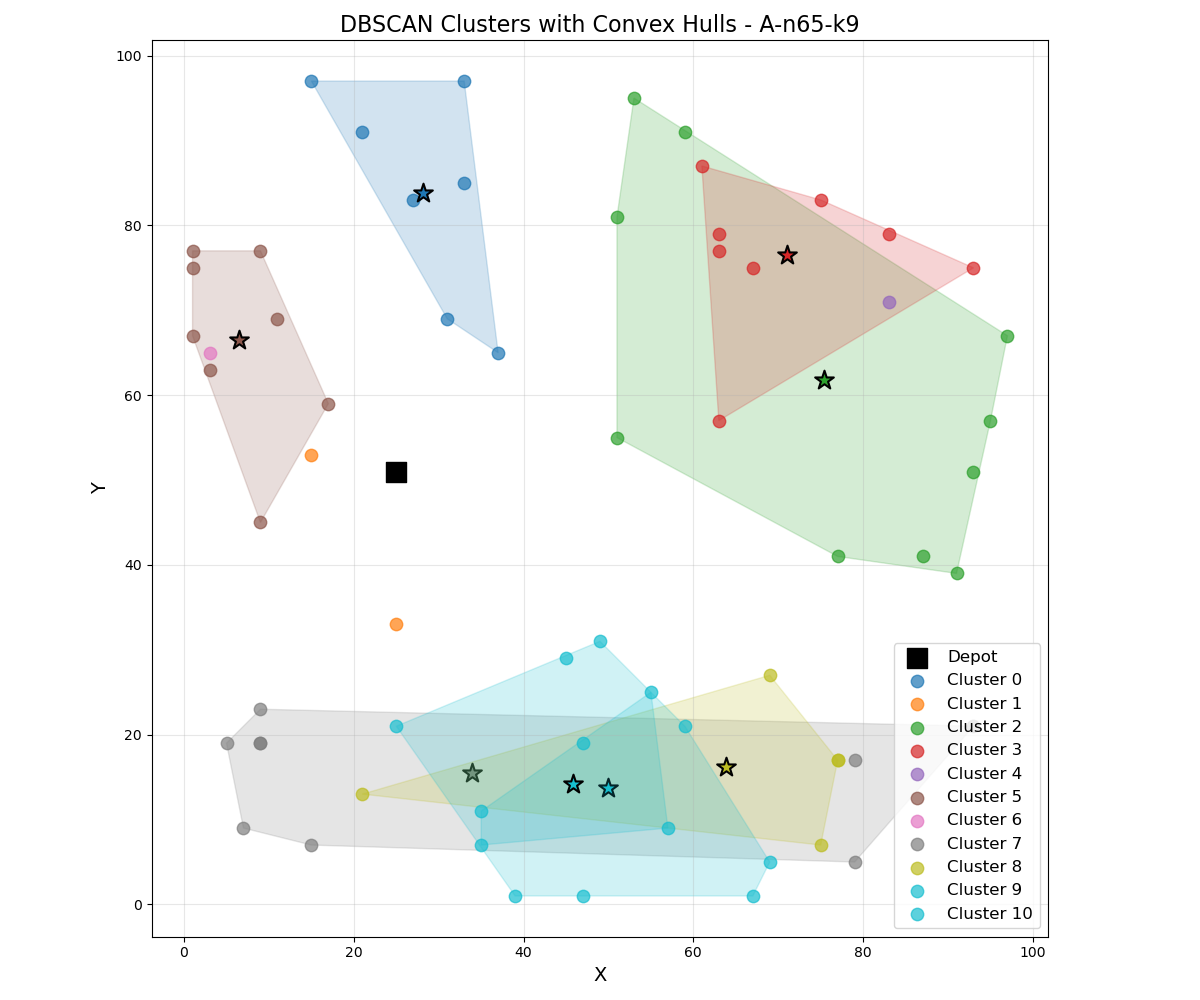 DBSCAN Clusters with Convex Hulls - A-n65-k9
100
80
60
40
20
0
Y
0 20 40 60 80 100
X
Depot
Cluster 0
Cluster 1
Cluster 2
Cluster 3
Cluster 4
Cluster 5
Cluster 6
Cluster 7
Cluster 8
Cluster 9
Cluster 10